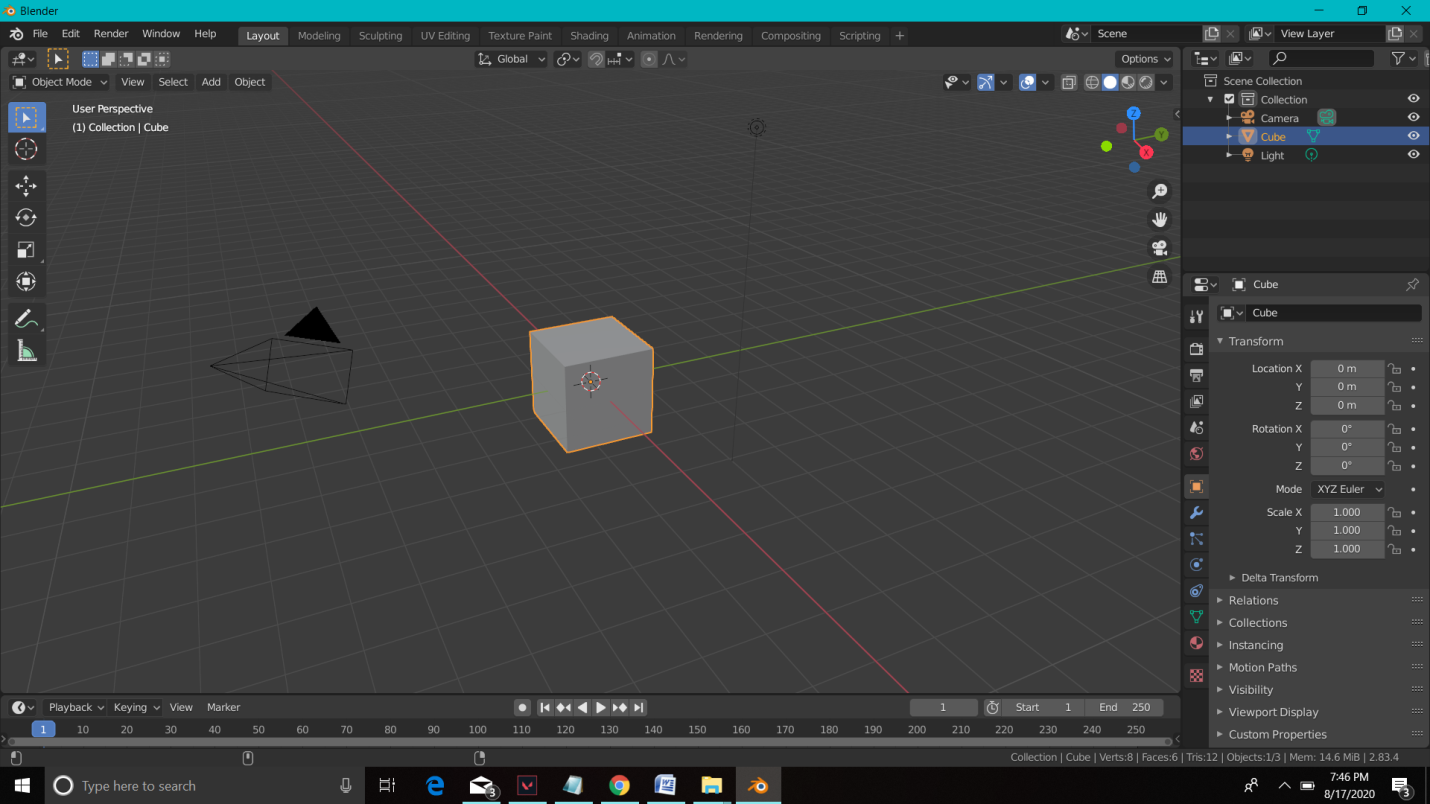 Blender
File Edit Render Window Help Layout Modeling Sculpting UV Editing Texture Paint Shading Animation Rendering Compositing Scripting + Scene View Layer
Global Options
Object Mode View Select Add Object
User Perspective
(1) Collection | Cube
Z
Y
X
Scene Collection
Collection
Camera
Cube
Light
Cube
Cube
Transform
Location X 0 m
Y 0 m
Z 0 m
Rotation X 0°
Y 0°
Z 0°
Mode XYZ Euler
Scale X 1.000
Y 1.000
Z 1.000
Delta Transform
Relations
Collections
Instancing
Motion Paths
Visibility
Viewport Display
Custom Properties
Playback Keying View Marker 1 Start 1 End 250
1 10 20 30 40 50 60 70 80 90 100 110 120 130 140 150 160 170 180 190 200 210 220 230 240 250
Collection | Cube | Verts:8 | Faces:6 | Tris:12 | Objects:1/3 | Mem: 14.6 MiB | 2.83.4
Type here to search
3
7:46 PM
8/17/2020
3